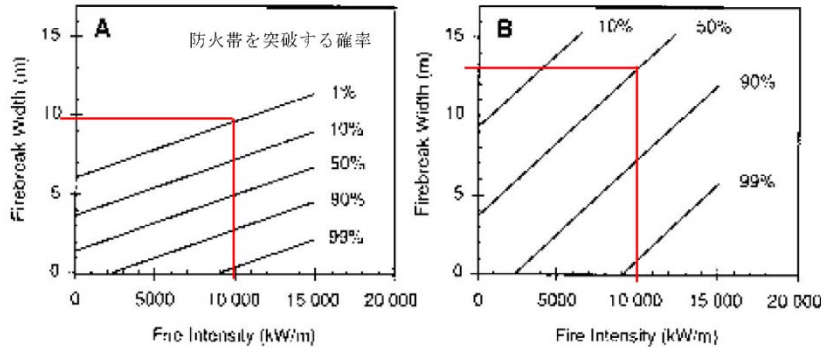 A
防火帯を突破する確率
Firebreak Width (m)
15
10
5
0
1%
10%
50%
90%
99%
0 5000 10 000 15 000 20 000
Fire Intensity (kW/m)
B
Firebreak Width (m)
15
10
5
0
10%
50%
90%
99%
0 5000 10 000 15 000 20 000
Fire Intensity (kW/m)